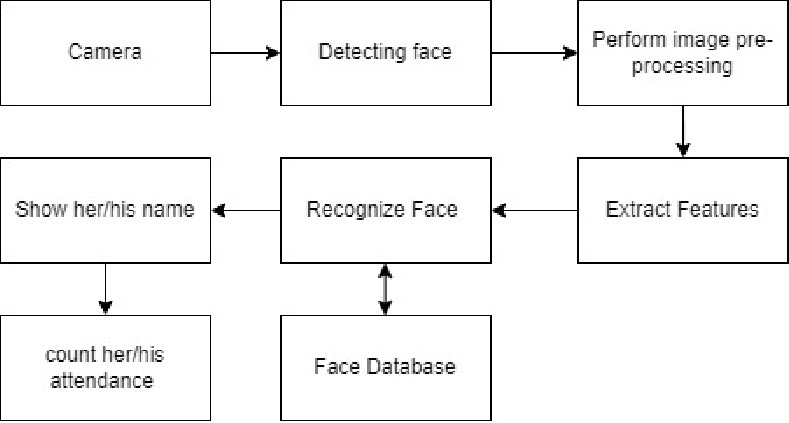 Camera
Detecting face
Perform image pre-
processing
Show her/his name
Recognize Face
Extract Features
count her/his
attendance
Face Database